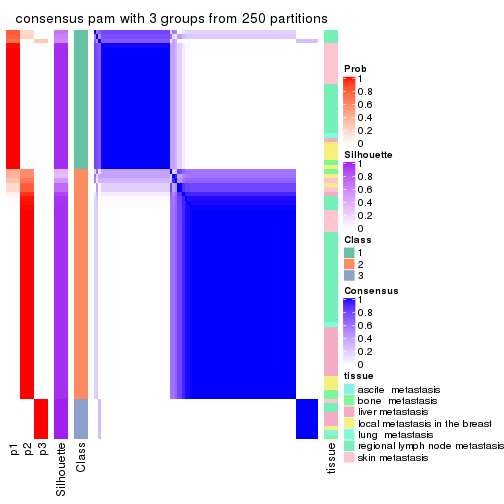 consensus pam with 3 groups from 250 partitions
Prob
1
0.8
0.6
0.4
0.2
0
Silhouette
1
0.8
0.6
0.4
0.2
0
Class
1
2
3
Consensus
1
0.8
0.6
0.4
0.2
0
tissue
ascite metastasis
bone metastasis
liver metastasis
local metastasis in the breast
lung metastasis
regional lymph node metastasis
skin metastasis
p1
p2
p3
Silhouette
Class
tissue